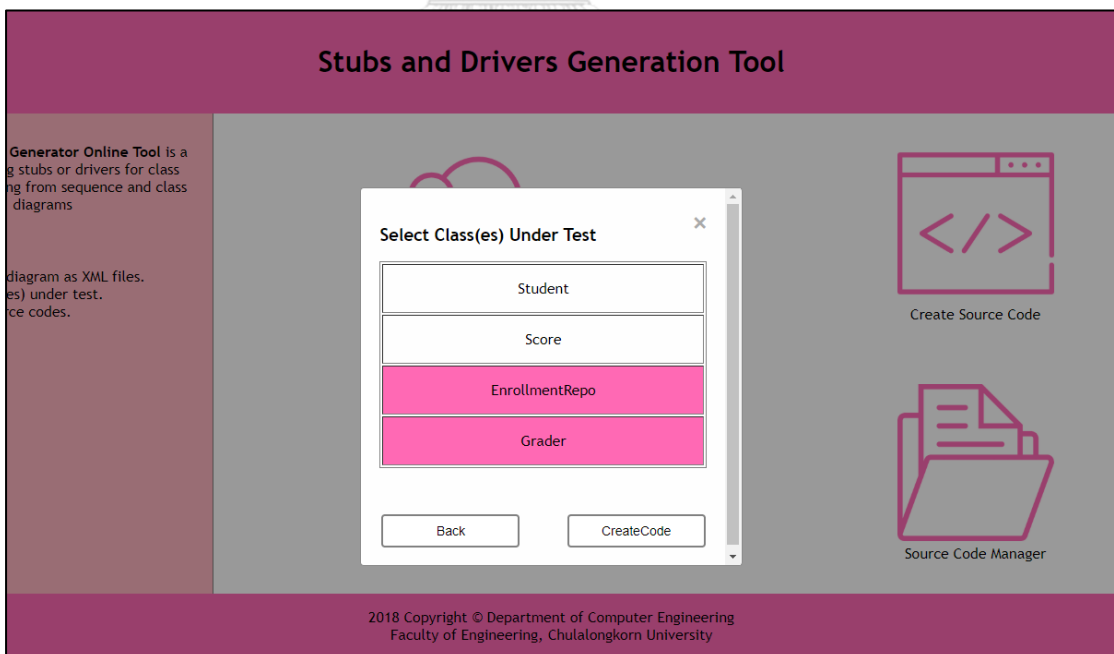 Stubs and Drivers Generation Tool
Generator Online Tool is a
g stubs or drivers for class
ng from sequence and class
diagrams
diagram as XML files.
es) under test.
rce codes.
Select Class(es) Under Test
×
Student
Score
EnrollmentRepo
Grader
Back
CreateCode
</>
Create Source Code
Source Code Manager
2018 Copyright © Department of Computer Engineering
Faculty of Engineering, Chulalongkorn University